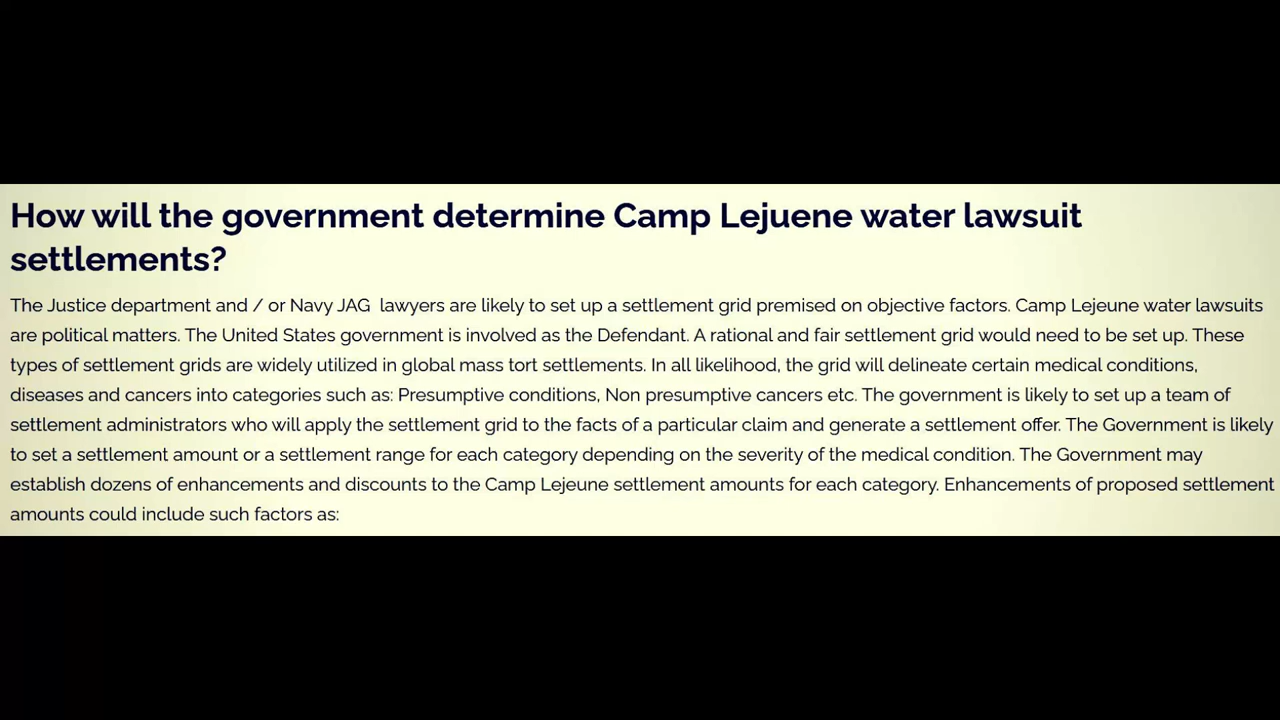 How will the government determine Camp Lejuene water lawsuit
settlements?
The Justice department and / or Navy JAG lawyers are likely to set up a settlement grid premised on objective factors. Camp Lejeune water lawsuits
are political matters. The United States government is involved as the Defendant. A rational and fair settlement grid would need to be set up. These
types of settlement grids are widely utilized in global mass tort settlements. In all likelihood, the grid will delineate certain medical conditions,
diseases and cancers into categories such as: Presumptive conditions, Non presumptive cancers etc. The government is likely to set up a team of
settlement administrators who will apply the settlement grid to the facts of a particular claim and generate a settlement offer. The Government is likely
to set a settlement amount or a settlement range for each category depending on the severity of the medical condition. The Government may
establish dozens of enhancements and discounts to the Camp Lejeune settlement amounts for each category. Enhancements of proposed settlement
amounts could include such factors as: